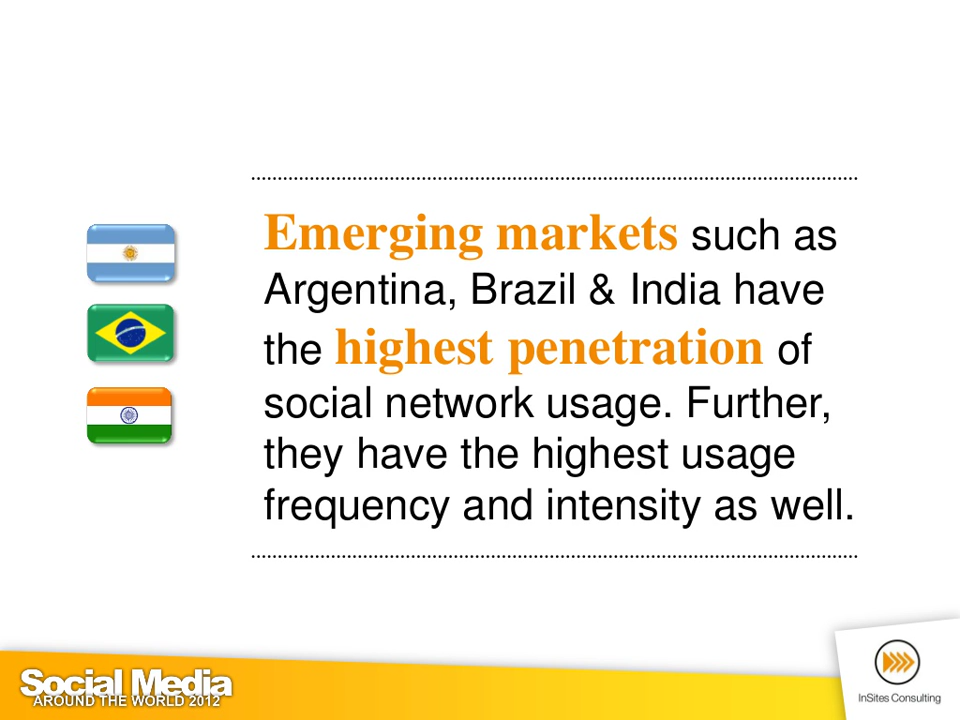 Emerging markets such as
Argentina, Brazil & India have
the highest penetration of
social network usage. Further,
they have the highest usage
frequency and intensity as well.
Social Media
AROUND THE WORLD 2012
InSites Consulting